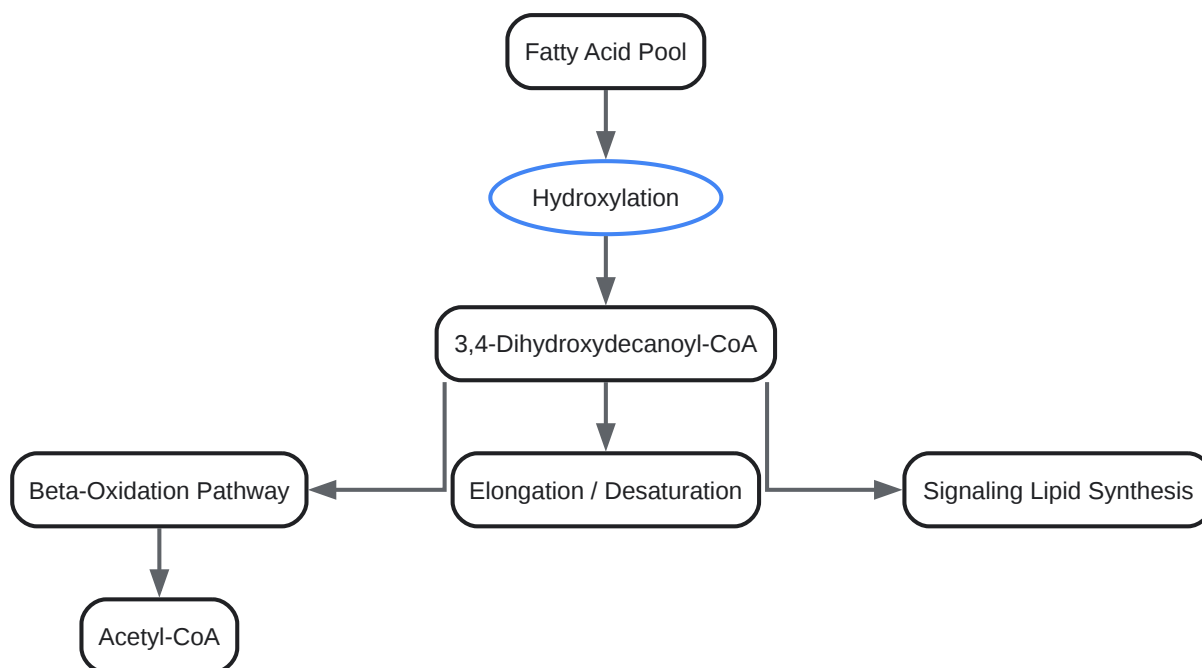 Fatty Acid Pool
Hydroxylation
3,4-Dihydroxydecanoyl-CoA
Beta-Oxidation Pathway
Elongation / Desaturation
Signaling Lipid Synthesis
Acetyl-CoA